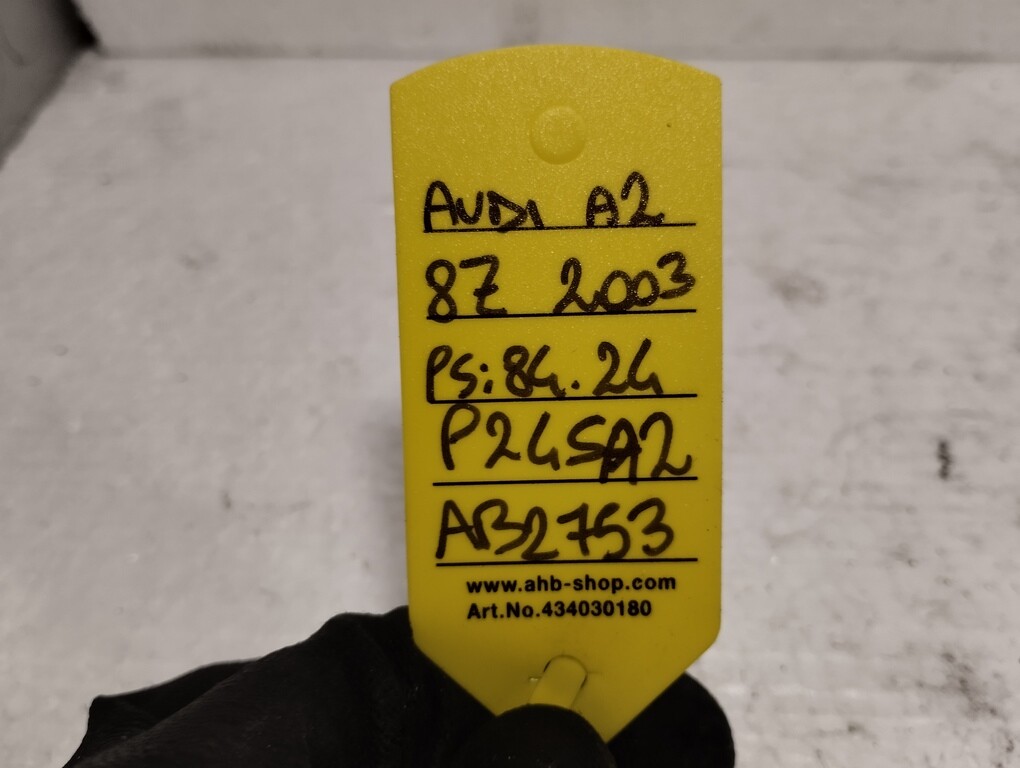 AUDI A2
8Z 2003
PS: 84.24
P24SA2
AB2753
www.ahb-shop.com
Art.No.434030180